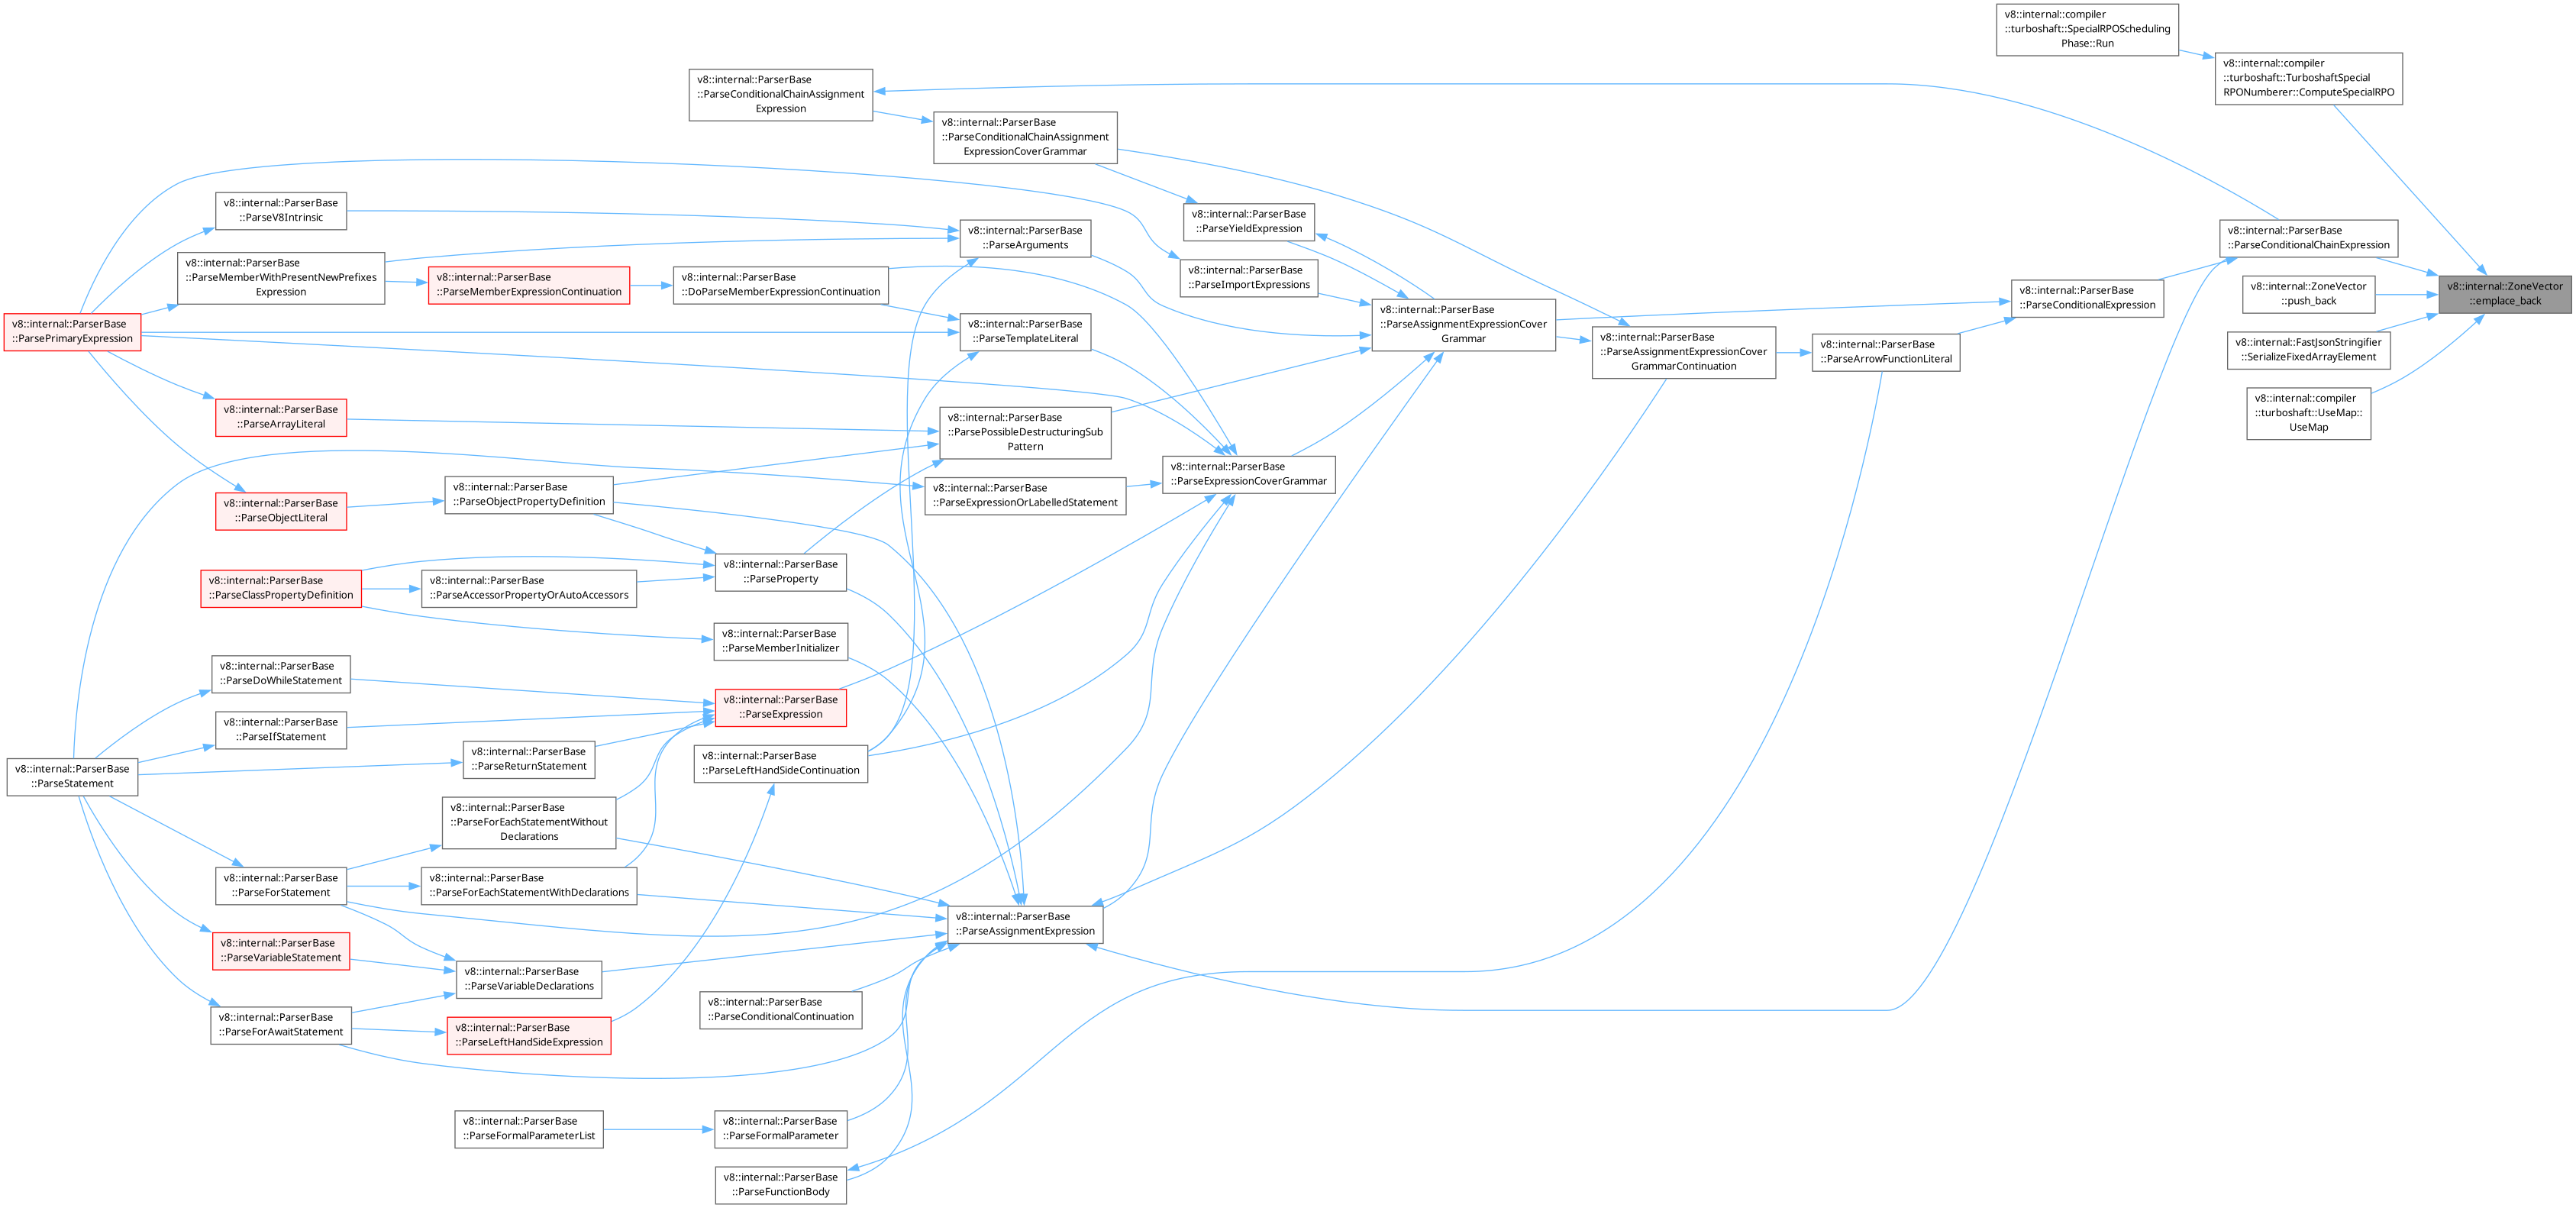 v8::internal::compiler
::turboshaft::SpecialRPOScheduling
Phase::Run
v8::internal::compiler
::turboshaft::TurboshaftSpecial
RPONumberer::ComputeSpecialRPO
v8::internal::ParserBase
::ParseConditionalChainAssignment
Expression
v8::internal::ParserBase
::ParseConditionalChainAssignment
ExpressionCoverGrammar
v8::internal::ParserBase
::ParseV8Intrinsic
v8::internal::ParserBase
::ParseArguments
v8::internal::ParserBase
::ParseYieldExpression
v8::internal::ParserBase
::ParseConditionalChainExpression
v8::internal::ParserBase
::ParseMemberWithPresentNewPrefixes
Expression
v8::internal::ParserBase
::ParseMemberExpressionContinuation
v8::internal::ParserBase
::DoParseMemberExpressionContinuation
v8::internal::ParserBase
::ParseImportExpressions
v8::internal::ZoneVector
::push_back
v8::internal::ZoneVector
::emplace_back
v8::internal::ParserBase
::ParseConditionalExpression
v8::internal::ParserBase
::ParsePrimaryExpression
v8::internal::ParserBase
::ParseTemplateLiteral
v8::internal::ParserBase
::ParseAssignmentExpressionCover
Grammar
v8::internal::ParserBase
::ParseAssignmentExpressionCover
GrammarContinuation
v8::internal::ParserBase
::ParseArrowFunctionLiteral
v8::internal::FastJsonStringifier
::SerializeFixedArrayElement
v8::internal::compiler
::turboshaft::UseMap::
UseMap
v8::internal::ParserBase
::ParseArrayLiteral
v8::internal::ParserBase
::ParsePossibleDestructuringSub
Pattern
v8::internal::ParserBase
::ParseExpressionCoverGrammar
v8::internal::ParserBase
::ParseObjectLiteral
v8::internal::ParserBase
::ParseObjectPropertyDefinition
v8::internal::ParserBase
::ParseExpressionOrLabelledStatement
v8::internal::ParserBase
::ParseClassPropertyDefinition
v8::internal::ParserBase
::ParseAccessorPropertyOrAutoAccessors
v8::internal::ParserBase
::ParseProperty
v8::internal::ParserBase
::ParseMemberInitializer
v8::internal::ParserBase
::ParseDoWhileStatement
v8::internal::ParserBase
::ParseExpression
v8::internal::ParserBase
::ParseIfStatement
v8::internal::ParserBase
::ParseReturnStatement
v8::internal::ParserBase
::ParseLeftHandSideContinuation
v8::internal::ParserBase
::ParseStatement
v8::internal::ParserBase
::ParseForEachStatementWithout
Declarations
v8::internal::ParserBase
::ParseForStatement
v8::internal::ParserBase
::ParseForEachStatementWithDeclarations
v8::internal::ParserBase
::ParseAssignmentExpression
v8::internal::ParserBase
::ParseVariableStatement
v8::internal::ParserBase
::ParseVariableDeclarations
v8::internal::ParserBase
::ParseConditionalContinuation
v8::internal::ParserBase
::ParseForAwaitStatement
v8::internal::ParserBase
::ParseLeftHandSideExpression
v8::internal::ParserBase
::ParseFormalParameterList
v8::internal::ParserBase
::ParseFormalParameter
v8::internal::ParserBase
::ParseFunctionBody